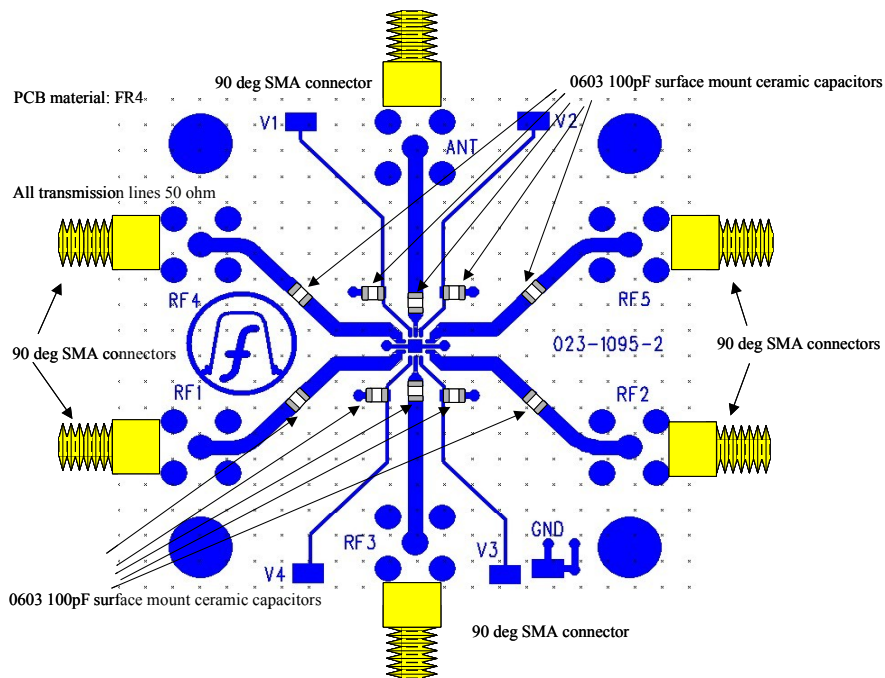 90 deg SMA connector
0603 100pF surface mount ceramic capacitors
PCB material: FR4
V1
V2
ANT
All transmission lines 50 ohm
RF4
RF5
90 deg SMA connectors
023-1095-2
90 deg SMA connectors
RF1
RF2
RF3
GND
V4
V3
0603 100pF surface mount ceramic capacitors
90 deg SMA connector